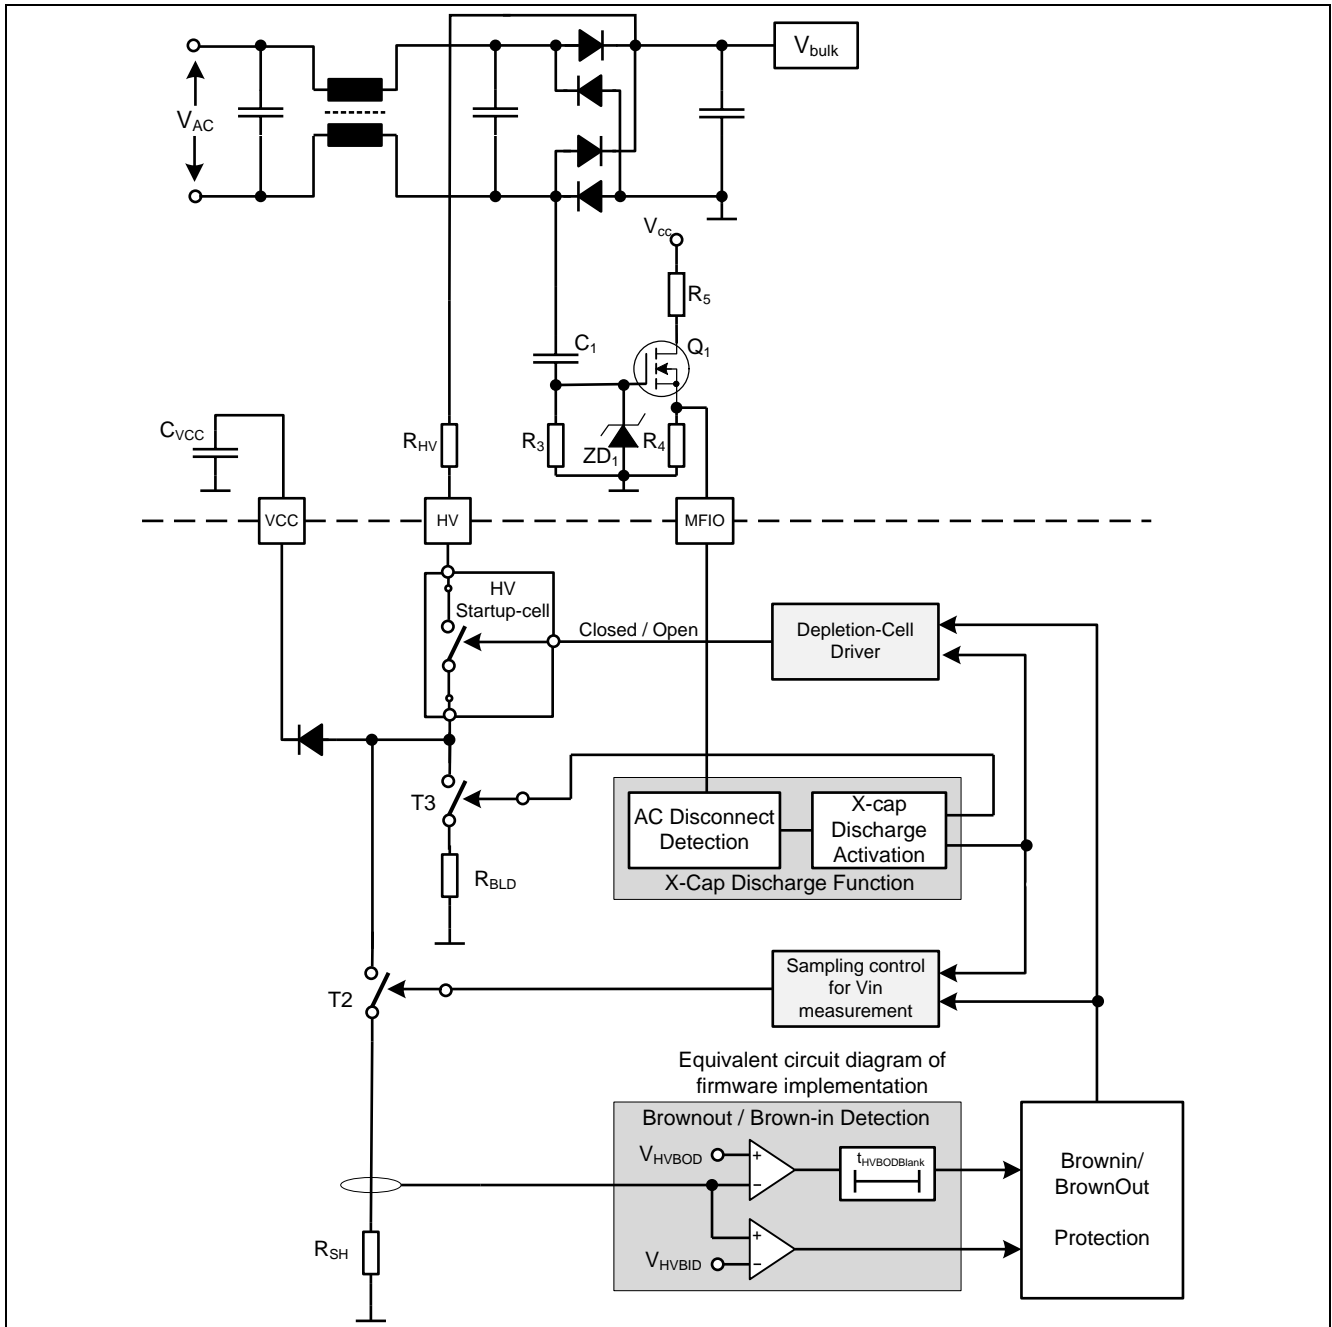 V_bulk
V_AC
V_cc
R_5
C_1
Q_1
C_VCC
R_HV
R_3
ZD_1
R_4
VCC
HV
MFIO
HV
Startup-cell
Closed / Open
Depletion-Cell
Driver
T3
AC Disconnect
Detection
X-cap
Discharge
Activation
X-Cap Discharge Function
R_BLD
T2
Sampling control
for Vin
measurement
Equivalent circuit diagram of
firmware implementation
Brownout / Brown-in Detection
V_HVBOD
+
−
t_HVBODBlank
Brownin/
BrownOut
Protection
R_SH
+
−
V_HVBID